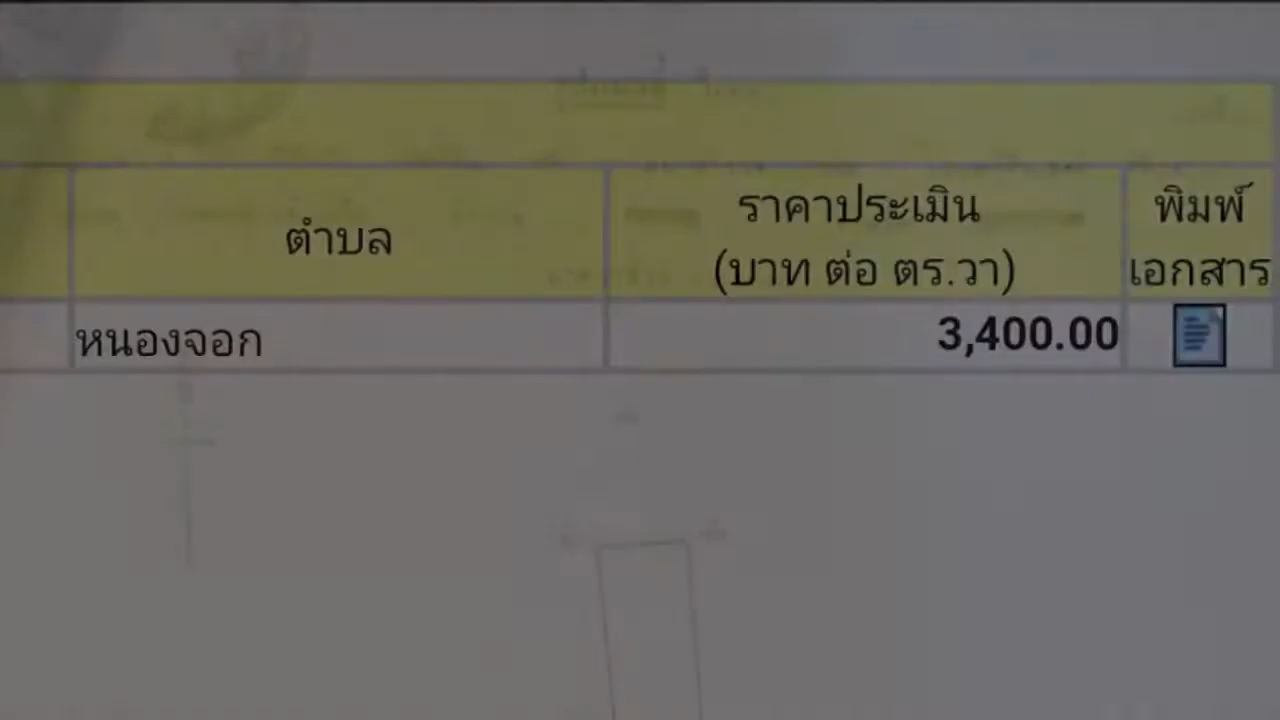 ตำบล
ราคาประเมิน
(บาท ต่อ ตร.วา)
พิมพ์
เอกสาร
หนองจอก
3,400.00